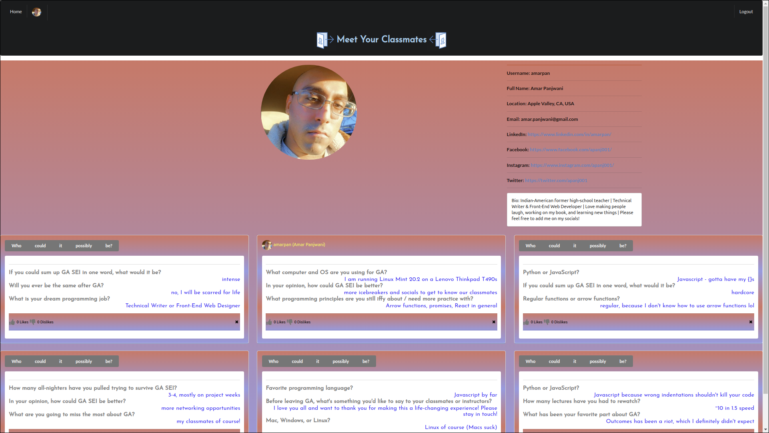 Home
Logout
Meet Your Classmates
Username: amarpan
Full Name: Amar Panjwani
Location: Apple Valley, CA, USA
Email: amar.panjwani@gmail.com
LinkedIn:
Facebook:
Instagram:
Twitter:
Bio: Indian-American former high-school teacher | Technical
Writer & Front-End Web Developer | Love making people
laugh, working on my book, and learning new things | Please
feel free to add me on my socials!
Who could it possibly be?
If you could sum up GA SEI in one word, what would it be?
intense
Will you ever be the same after GA?
no, I will be scarred for life
What is your dream programming job?
Technical Writer or Front-End Web Designer
0 Likes 0 Dislikes
amarpan (Amar Panjwani)
What computer and OS are you using for GA?
I am running Linux Mint 20.2 on a Lenovo Thinkpad T490s
In your opinion, how could GA SEI be better?
more icebreakers and socials to get to know our classmates
What programming principles are you still iffy about / need more practice with?
Arrow functions, promises, React in general
0 Likes 0 Dislikes
Who could it possibly be?
Python or JavaScript?
Javascript - gotta have my {}s
If you could sum up GA SEI in one word, what would it be?
hardcore
Regular functions or arrow functions?
regular, because I don't know how to use arrow functions lol
0 Likes 0 Dislikes
Who could it possibly be?
How many all-nighters have you pulled trying to survive GA SEI?
3-4, mostly on project weeks
In your opinion, how could GA SEI be better?
more networking opportunities
What are you going to miss the most about GA?
my classmates of course!
Who could it possibly be?
Favorite programming language?
Javascript by far
Before leaving GA, what's something you'd like to say to your classmates or instructors?
I love you all and want to thank you for making this a life-changing experience! Please
stay in touch!
Mac, Windows, or Linux?
Linux of course (Macs suck)
Who could it possibly be?
Python or JavaScript?
Javascript because wrong indentations shouldn't kill your code
How many lectures have you had to rewatch?
~10 in 1.5 speed
What has been your favorite part about GA?
Outcomes has been a riot, which I definitely didn't expect